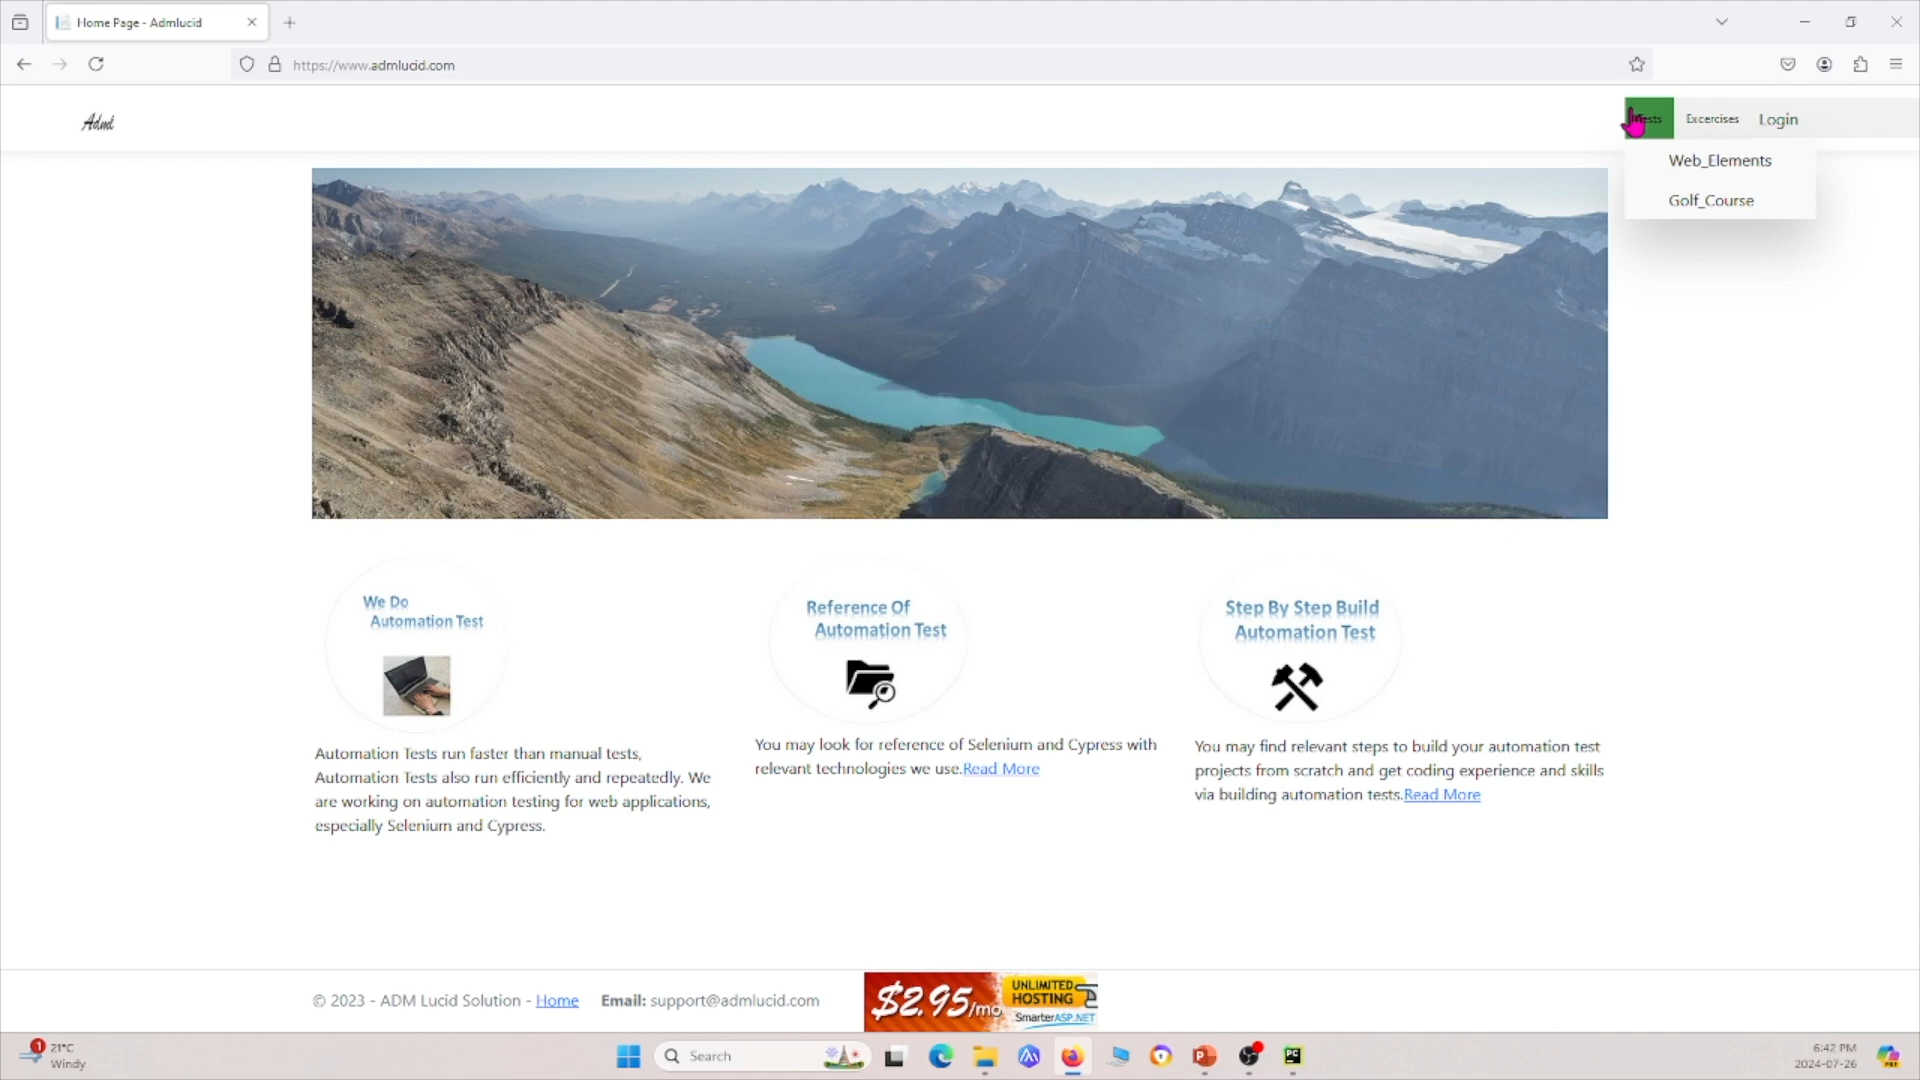 Home Page - Admlucid
https://www.admlucid.com
Excercises
Login
Web_Elements
Golf_Course
We Do
Automation Test
Reference Of
Automation Test
Step By Step Build
Automation Test
Automation Tests run faster than manual tests,
Automation Tests also run efficiently and repeatedly. We
are working on automation testing for web applications,
especially Selenium and Cypress.
You may look for reference of Selenium and Cypress with
relevant technologies we use.Read More
You may find relevant steps to build your automation test
projects from scratch and get coding experience and skills
via building automation tests.Read More
© 2023 - ADM Lucid Solution - Home
Email: support@admlucid.com
$2.95/mo
UNLIMITED
HOSTING
SmarterASP.NET
1
21°C
Windy
Search
6:42 PM
2024-07-26